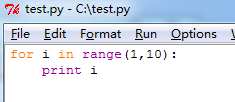 test.py - C:\test.py
File Edit Format Run Options W
for i in range(1,10):
    print i